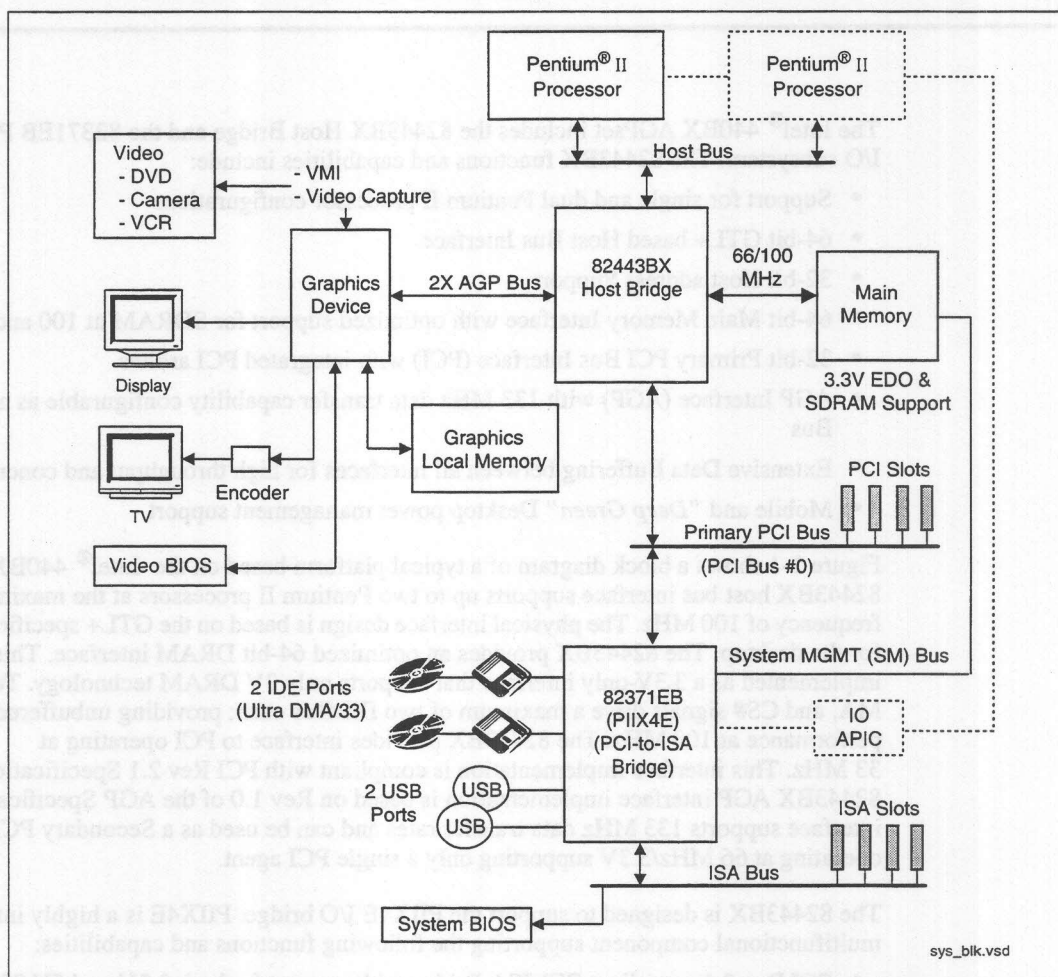 Pentium® II
Processor
Pentium® II
Processor
Host Bus
Video
- DVD
- Camera
- VCR
- VMI
- Video Capture
Graphics
Device
2X AGP Bus
82443BX
Host Bridge
66/100
MHz
Main
Memory
Display
3.3V EDO &
SDRAM Support
Graphics
Local Memory
TV
Encoder
PCI Slots
Primary PCI Bus
(PCI Bus #0)
Video BIOS
System MGMT (SM) Bus
2 IDE Ports
(Ultra DMA/33)
82371EB
(PIIX4E)
(PCI-to-ISA
Bridge)
IO
APIC
2 USB
Ports
USB
USB
ISA Slots
ISA Bus
System BIOS
sys_blk.vsd